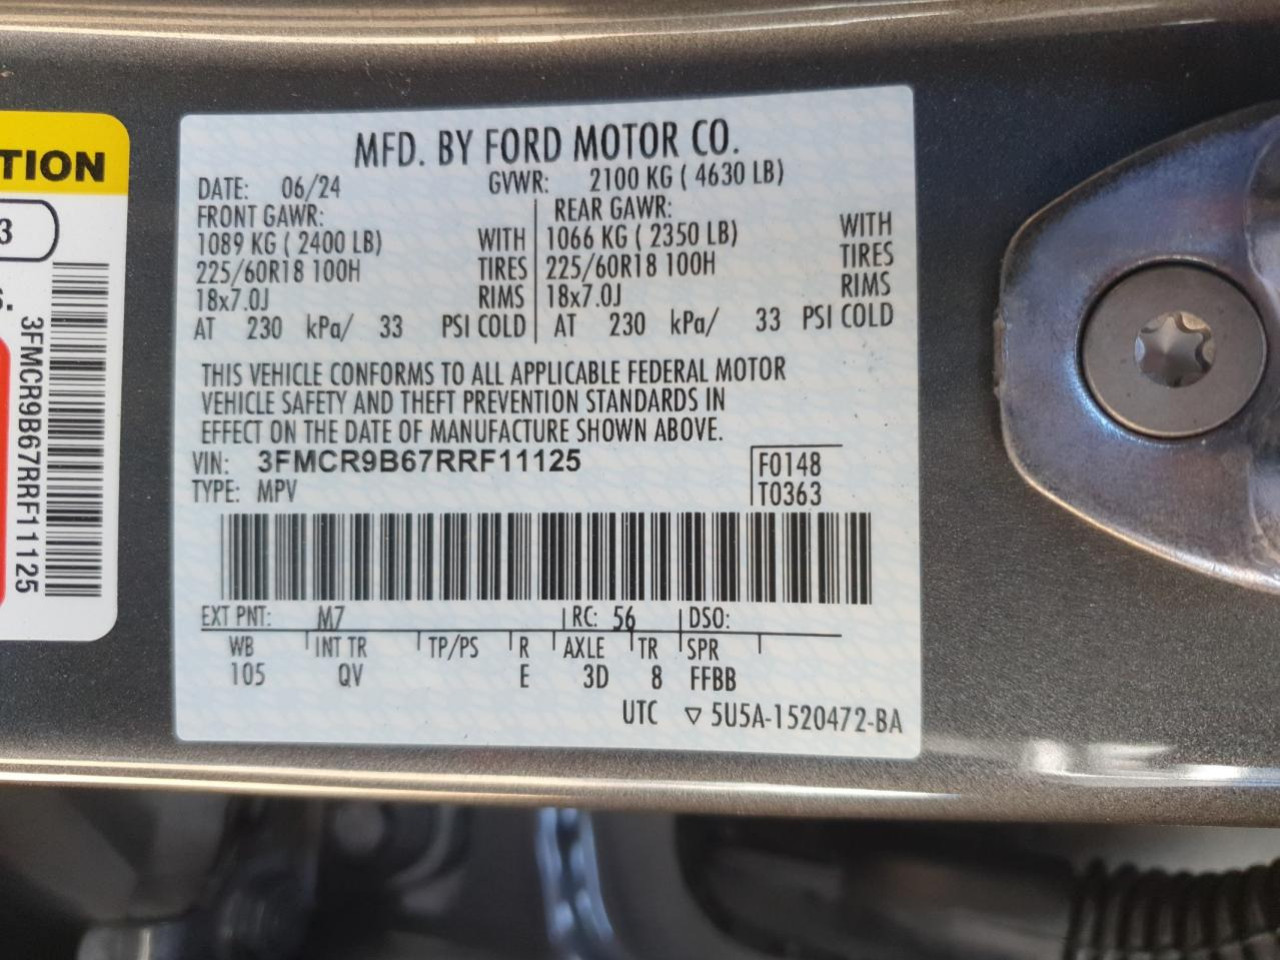 TION
3
S.
3FMCR9B67RRF11125
MFD. BY FORD MOTOR CO.
DATE: 06/24 GVWR: 2100 KG ( 4630 LB)
FRONT GAWR: REAR GAWR:
1089 KG ( 2400 LB) WITH 1066 KG ( 2350 LB) WITH
225/60R18 100H TIRES 225/60R18 100H TIRES
18x7.0J RIMS 18x7.0J RIMS
AT 230 kPa/ 33 PSI COLD AT 230 kPa/ 33 PSI COLD
THIS VEHICLE CONFORMS TO ALL APPLICABLE FEDERAL MOTOR
VEHICLE SAFETY AND THEFT PREVENTION STANDARDS IN
EFFECT ON THE DATE OF MANUFACTURE SHOWN ABOVE.
VIN: 3FMCR9B67RRF11125 F0148
TYPE: MPV T0363
EXT PNT: M7 RC: 56 DSO:
WB INT TR TP/PS R AXLE TR SPR
105 QV E 3D 8 FFBB
UTC ▽ 5U5A-1520472-BA